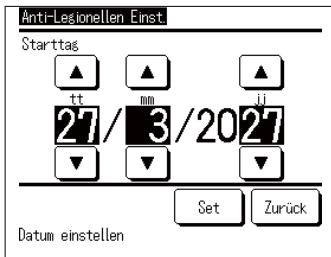 Anti-Legionellen Einst.
Starttag
tt mm jj
27/ 3/2027
Set Zurück
Datum einstellen